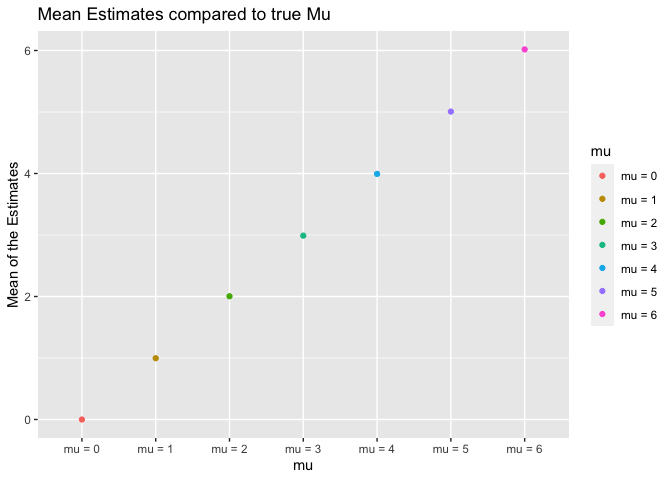 Mean Estimates compared to true Mu
Mean of the Estimates
6
4
2
0
mu = 0
mu = 1
mu = 2
mu = 3
mu = 4
mu = 5
mu = 6
mu
mu
mu = 0
mu = 1
mu = 2
mu = 3
mu = 4
mu = 5
mu = 6